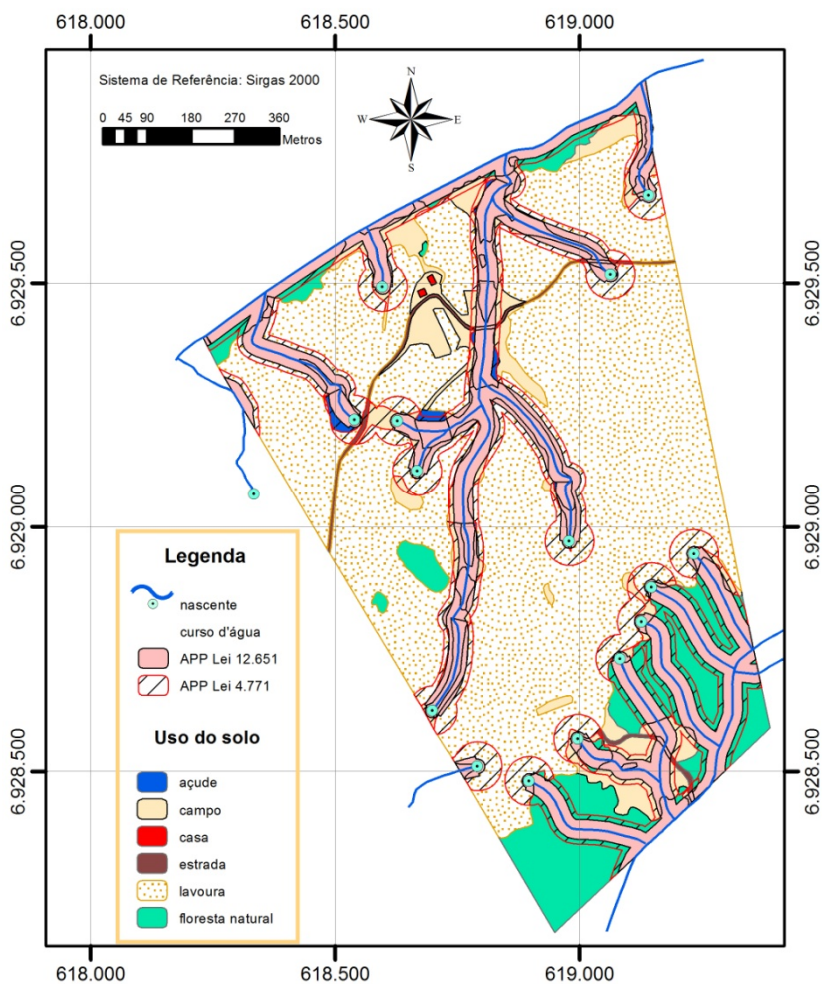 618.000 618.500 619.000
Sistema de Referência: Sirgas 2000
0 45 90 180 270 360
Metros
N
W E
S
6.929.500 6.929.500
6.929.000 6.929.000
6.928.500 6.928.500
Legenda
nascente
curso d'água
APP Lei 12.651
APP Lei 4.771
Uso do solo
açude
campo
casa
estrada
lavoura
floresta natural
618.000 618.500 619.000